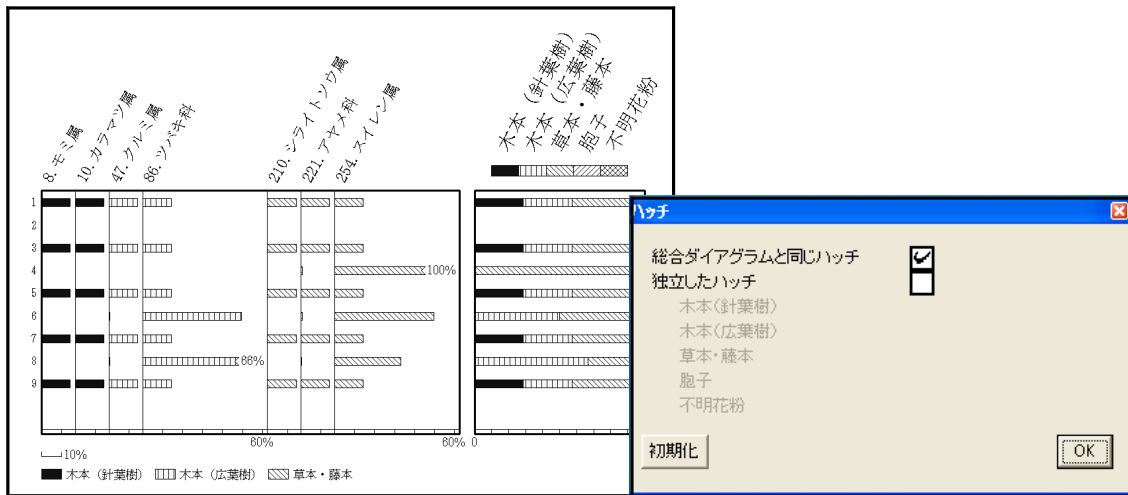 8. モミ属
10. カラマツ属
47. クルミ属
86. ツバキ科
210. シライトソウ属
221. アヤメ科
254. スイレン属
木本 (針葉樹)
木本 (広葉樹)
草本・藤本
胞子
不明花粉
1
2
3
4
100%
5
6
7
8
66%
9
60%
60%
0
10%
木本 (針葉樹) 木本 (広葉樹) 草本・藤本
ハッチ
総合ダイアグラムと同じハッチ
独立したハッチ
木本(針葉樹)
木本(広葉樹)
草本・藤本
胞子
不明花粉
初期化 OK